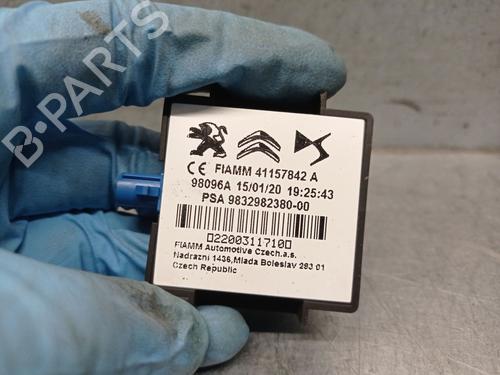 B-PARTS
CE FIAMM 41157842 A
98096A 15/01/20 19:25:43
PSA 9832982380-00
2200311710
FIAMM Automotive Czech.a.s.
Nadrazni 1436,Mlada Boleslav 293 01
Czech Republic